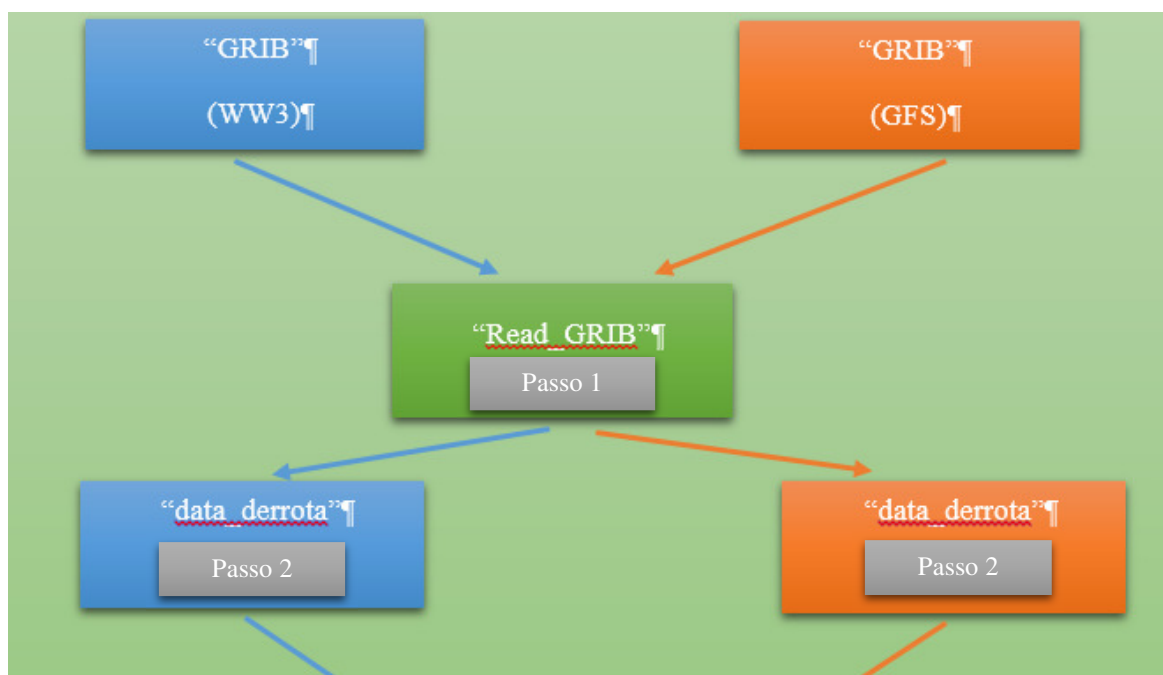 “GRIB”¶
(WW3)¶
“GRIB”¶
(GFS)¶
“Read_GRIB”¶
Passo 1
“data_derrota”¶
Passo 2
“data_derrota”¶
Passo 2